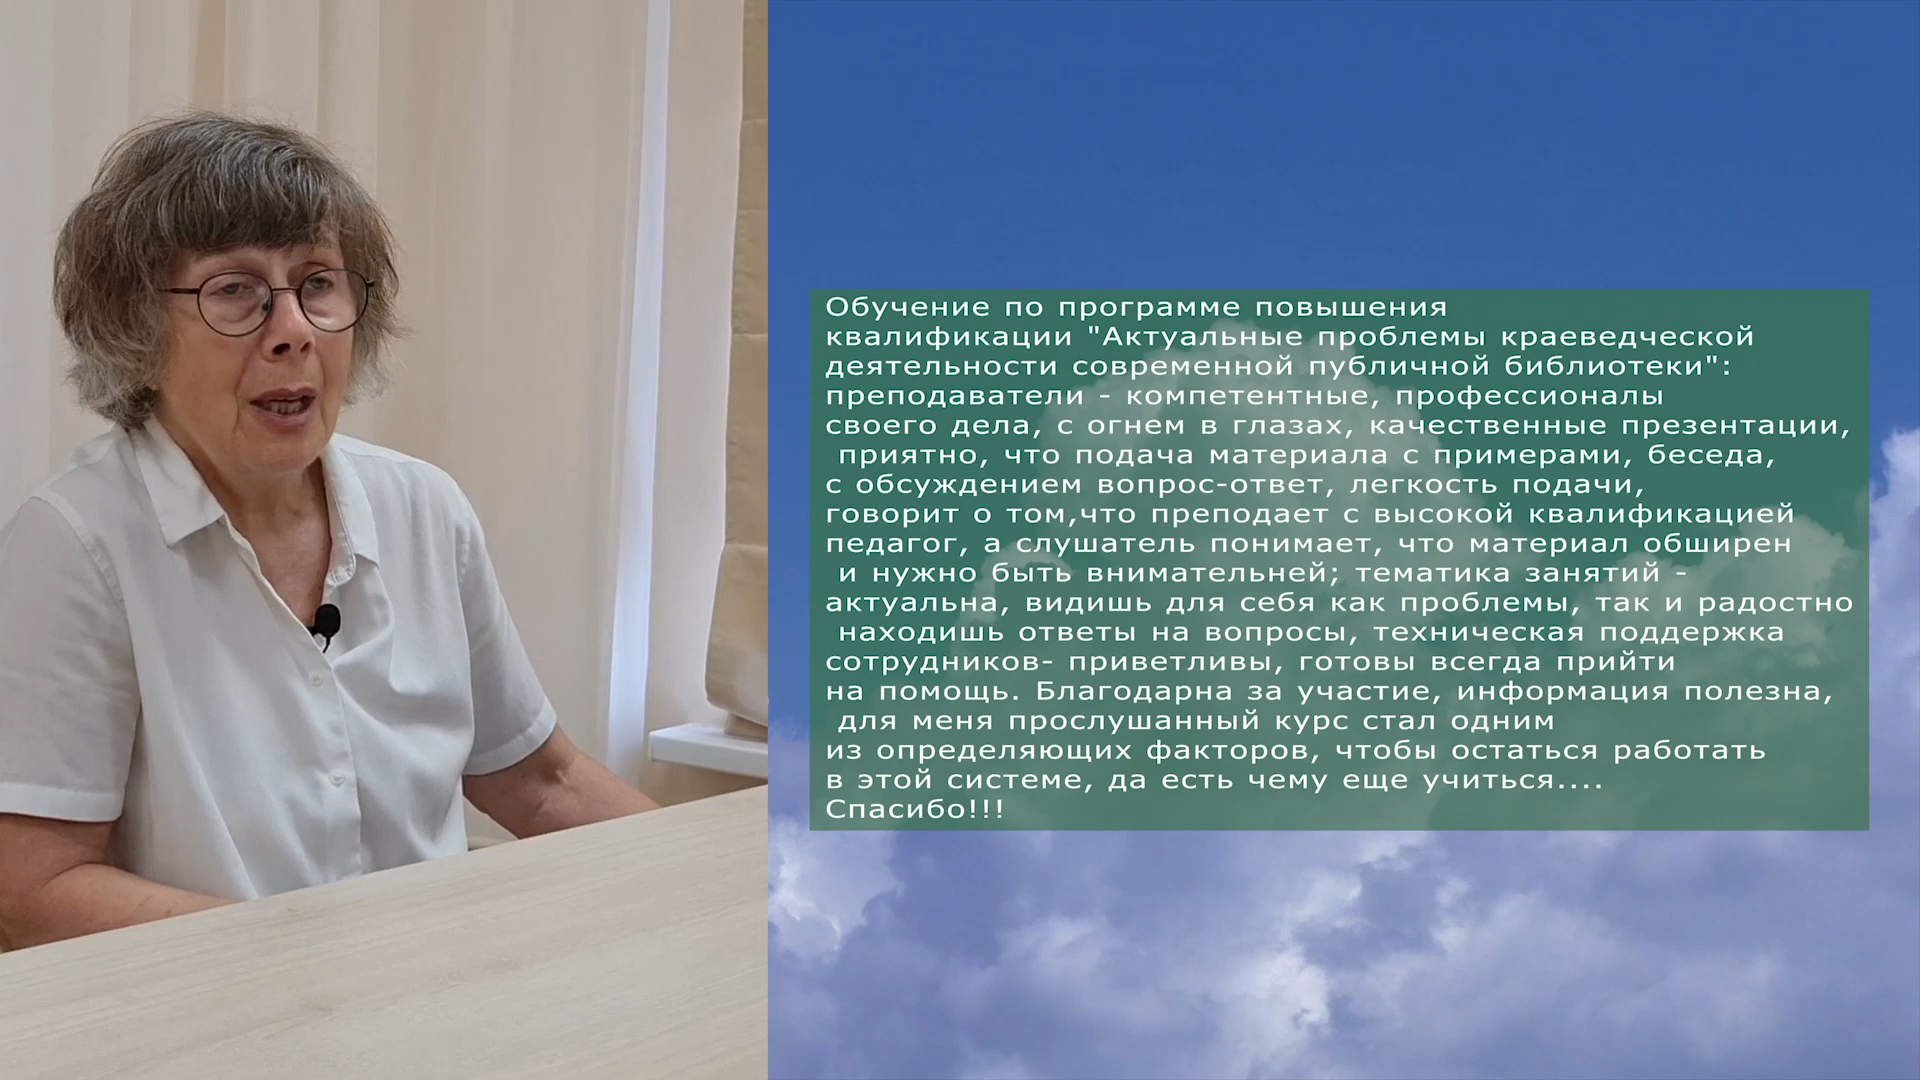 Обучение по программе повышения
квалификации "Актуальные проблемы краеведческой
деятельности современной публичной библиотеки":
преподаватели - компетентные, профессионалы
своего дела, с огнем в глазах, качественные презентации,
приятно, что подача материала с примерами, беседа,
с обсуждением вопрос-ответ, легкость подачи,
говорит о том,что преподает с высокой квалификацией
педагог, а слушатель понимает, что материал обширен
и нужно быть внимательней; тематика занятий -
актуальна, видишь для себя как проблемы, так и радостно
находишь ответы на вопросы, техническая поддержка
сотрудников- приветливы, готовы всегда прийти
на помощь. Благодарна за участие, информация полезна,
для меня прослушанный курс стал одним
из определяющих факторов, чтобы остаться работать
в этой системе, да есть чему еще учиться....
Спасибо!!!